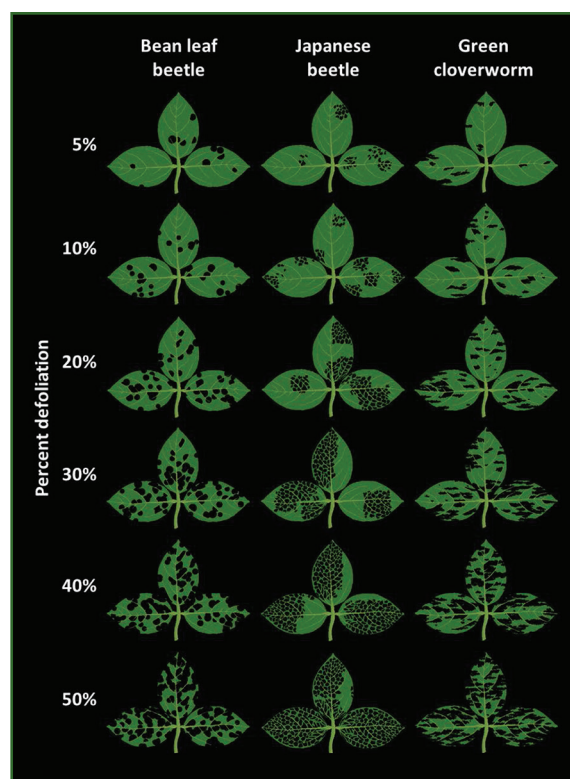 Bean leaf
beetle
Japanese
beetle
Green
cloverworm
5%
10%
20%
30%
40%
50%
Percent defoliation